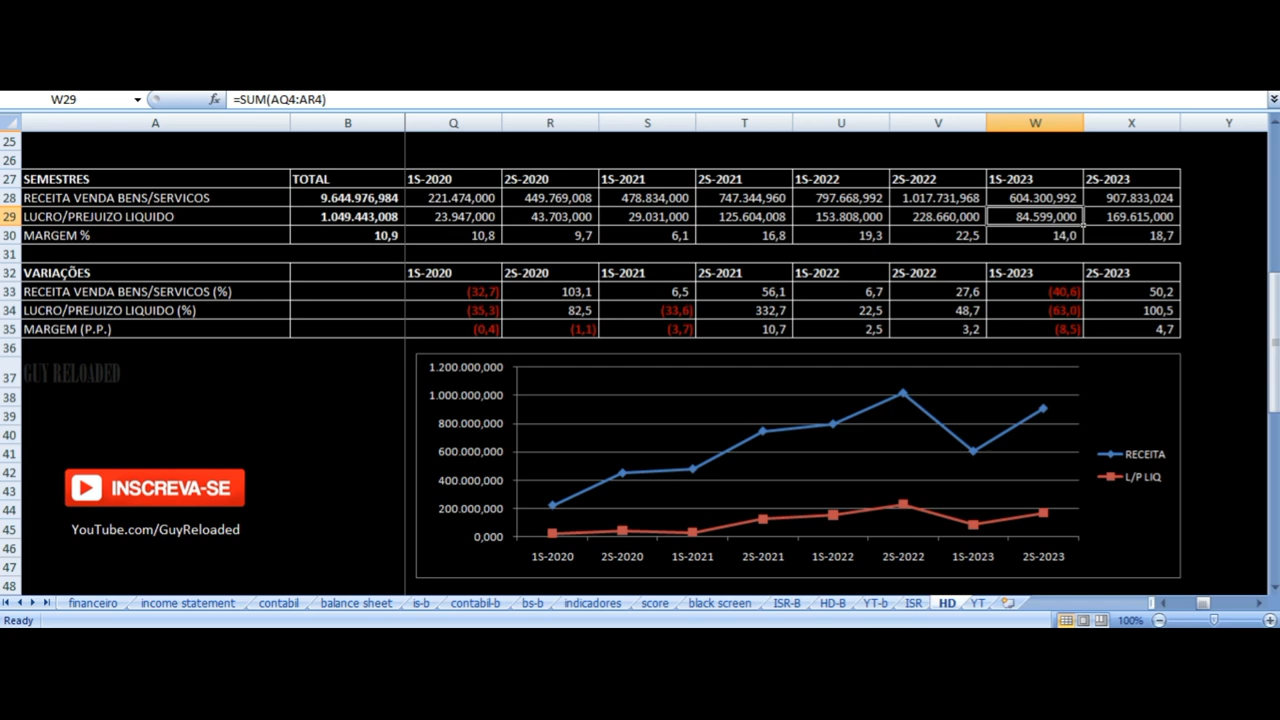 W29 fx =SUM(AQ4:AR4)
A B Q R S T U V W X Y
25
26
27 SEMESTRES TOTAL 1S-2020 2S-2020 1S-2021 2S-2021 1S-2022 2S-2022 1S-2023 2S-2023
28 RECEITA VENDA BENS/SERVICOS 9.644.976,984 221.474,000 449.769,008 478.834,000 747.344,960 797.668,992 1.017.731,968 604.300,992 907.833,024
29 LUCRO/PREJUIZO LIQUIDO 1.049.443,008 23.947,000 43.703,000 29.031,000 125.604,008 153.808,000 228.660,000 84.599,000 169.615,000
30 MARGEM % 10,9 10,8 9,7 6,1 16,8 19,3 22,5 14,0 18,7
31
32 VARIAÇÕES 1S-2020 2S-2020 1S-2021 2S-2021 1S-2022 2S-2022 1S-2023 2S-2023
33 RECEITA VENDA BENS/SERVICOS (%) (32,7) 103,1 6,5 56,1 6,7 27,6 (40,6) 50,2
34 LUCRO/PREJUIZO LIQUIDO (%) (35,3) 82,5 (33,6) 332,7 22,5 48,7 (63,0) 100,5
35 MARGEM (P.P.) (0,4) (1,1) (3,7) 10,7 2,5 3,2 (8,5) 4,7
36
37 GUY RELOADED
38
39
40
41
42
43
44
45
46
47
48
INSCREVA-SE
YouTube.com/GuyReloaded
1.200.000,000
1.000.000,000
800.000,000
600.000,000
400.000,000
200.000,000
0,000
1S-2020 2S-2020 1S-2021 2S-2021 1S-2022 2S-2022 1S-2023 2S-2023
RECEITA
L/P LIQ
financeiro income statement contabil balance sheet is-b contabil-b bs-b indicadores score black screen ISR-B HD-B YT-b ISR HD YT
Ready 100%